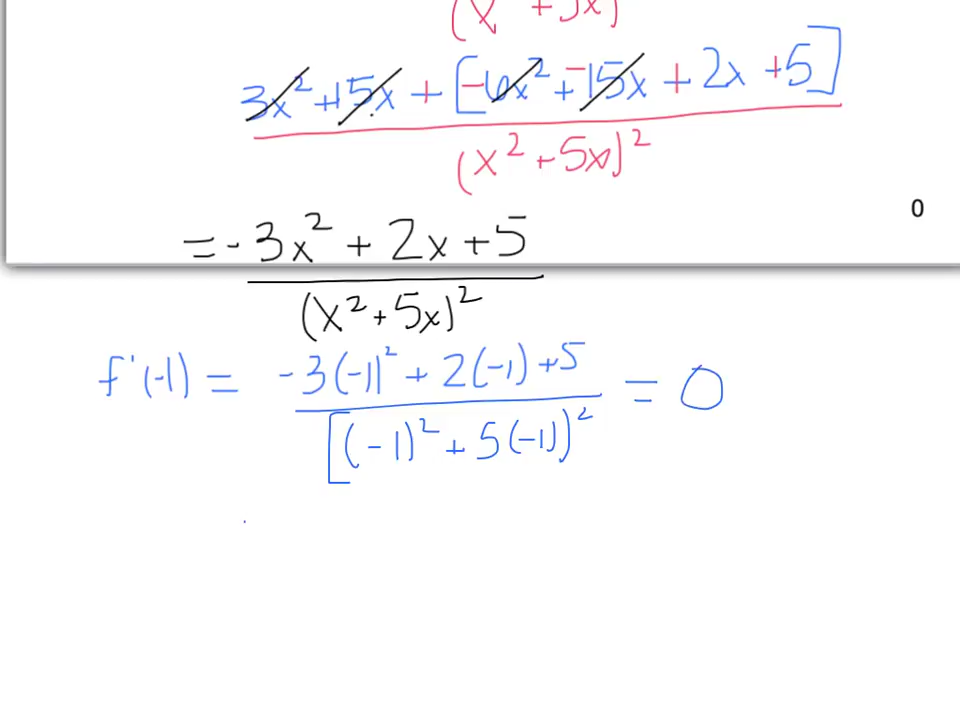 (x + 5x)
3x² + 15x + [-6x² + -15x + 2x + 5]
(x² + 5x)²
0
= -3x² + 2x + 5
(x² + 5x)²
f'(-1) = -3(-1)² + 2(-1) + 5 = 0
[(-1)² + 5(-1))²